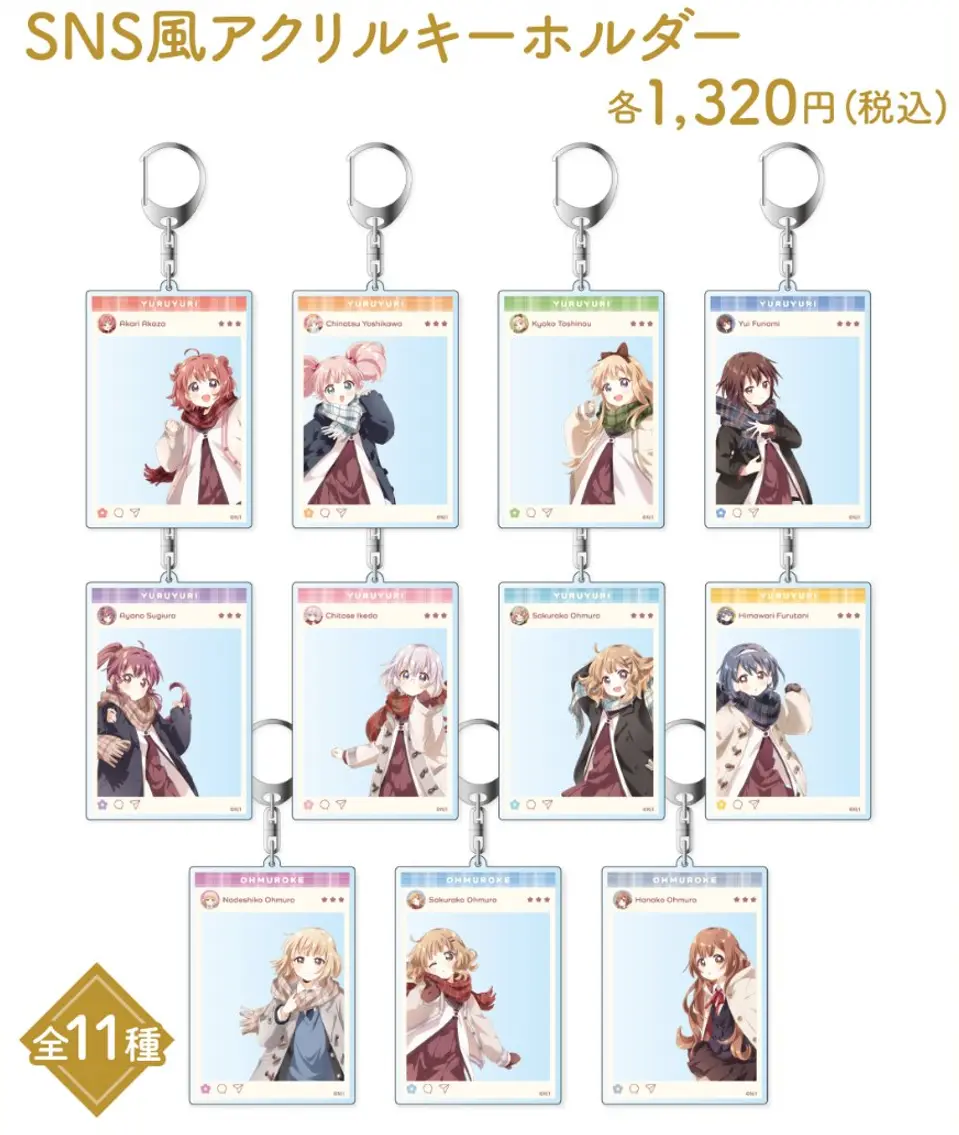 SNS風アクリルキーホルダー
各1,320円(税込)
YURUYURI YURUYURI YURUYURI YURUYURI
Akari Akaza Chinatsu Yoshikawa Kyoko Toshinou Yui Funami
YURUYURI YURUYURI YURUYURI YURUYURI
Ayano Sugiura Chitose Ikeda Sakurako Ohmuro Himawari Furutani
OHMUROKE OHMUROKE OHMUROKE
Nadeshiko Ohmuro Sakurako Ohmuro Hanako Ohmuro
全11種